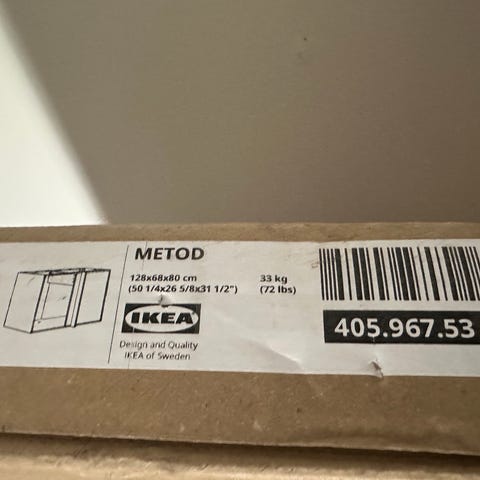 METOD
128x68x80 cm
(50 1/4x26 5/8x31 1/2")
33 kg
(72 lbs)
IKEA
Design and Quality
IKEA of Sweden
405.967.53